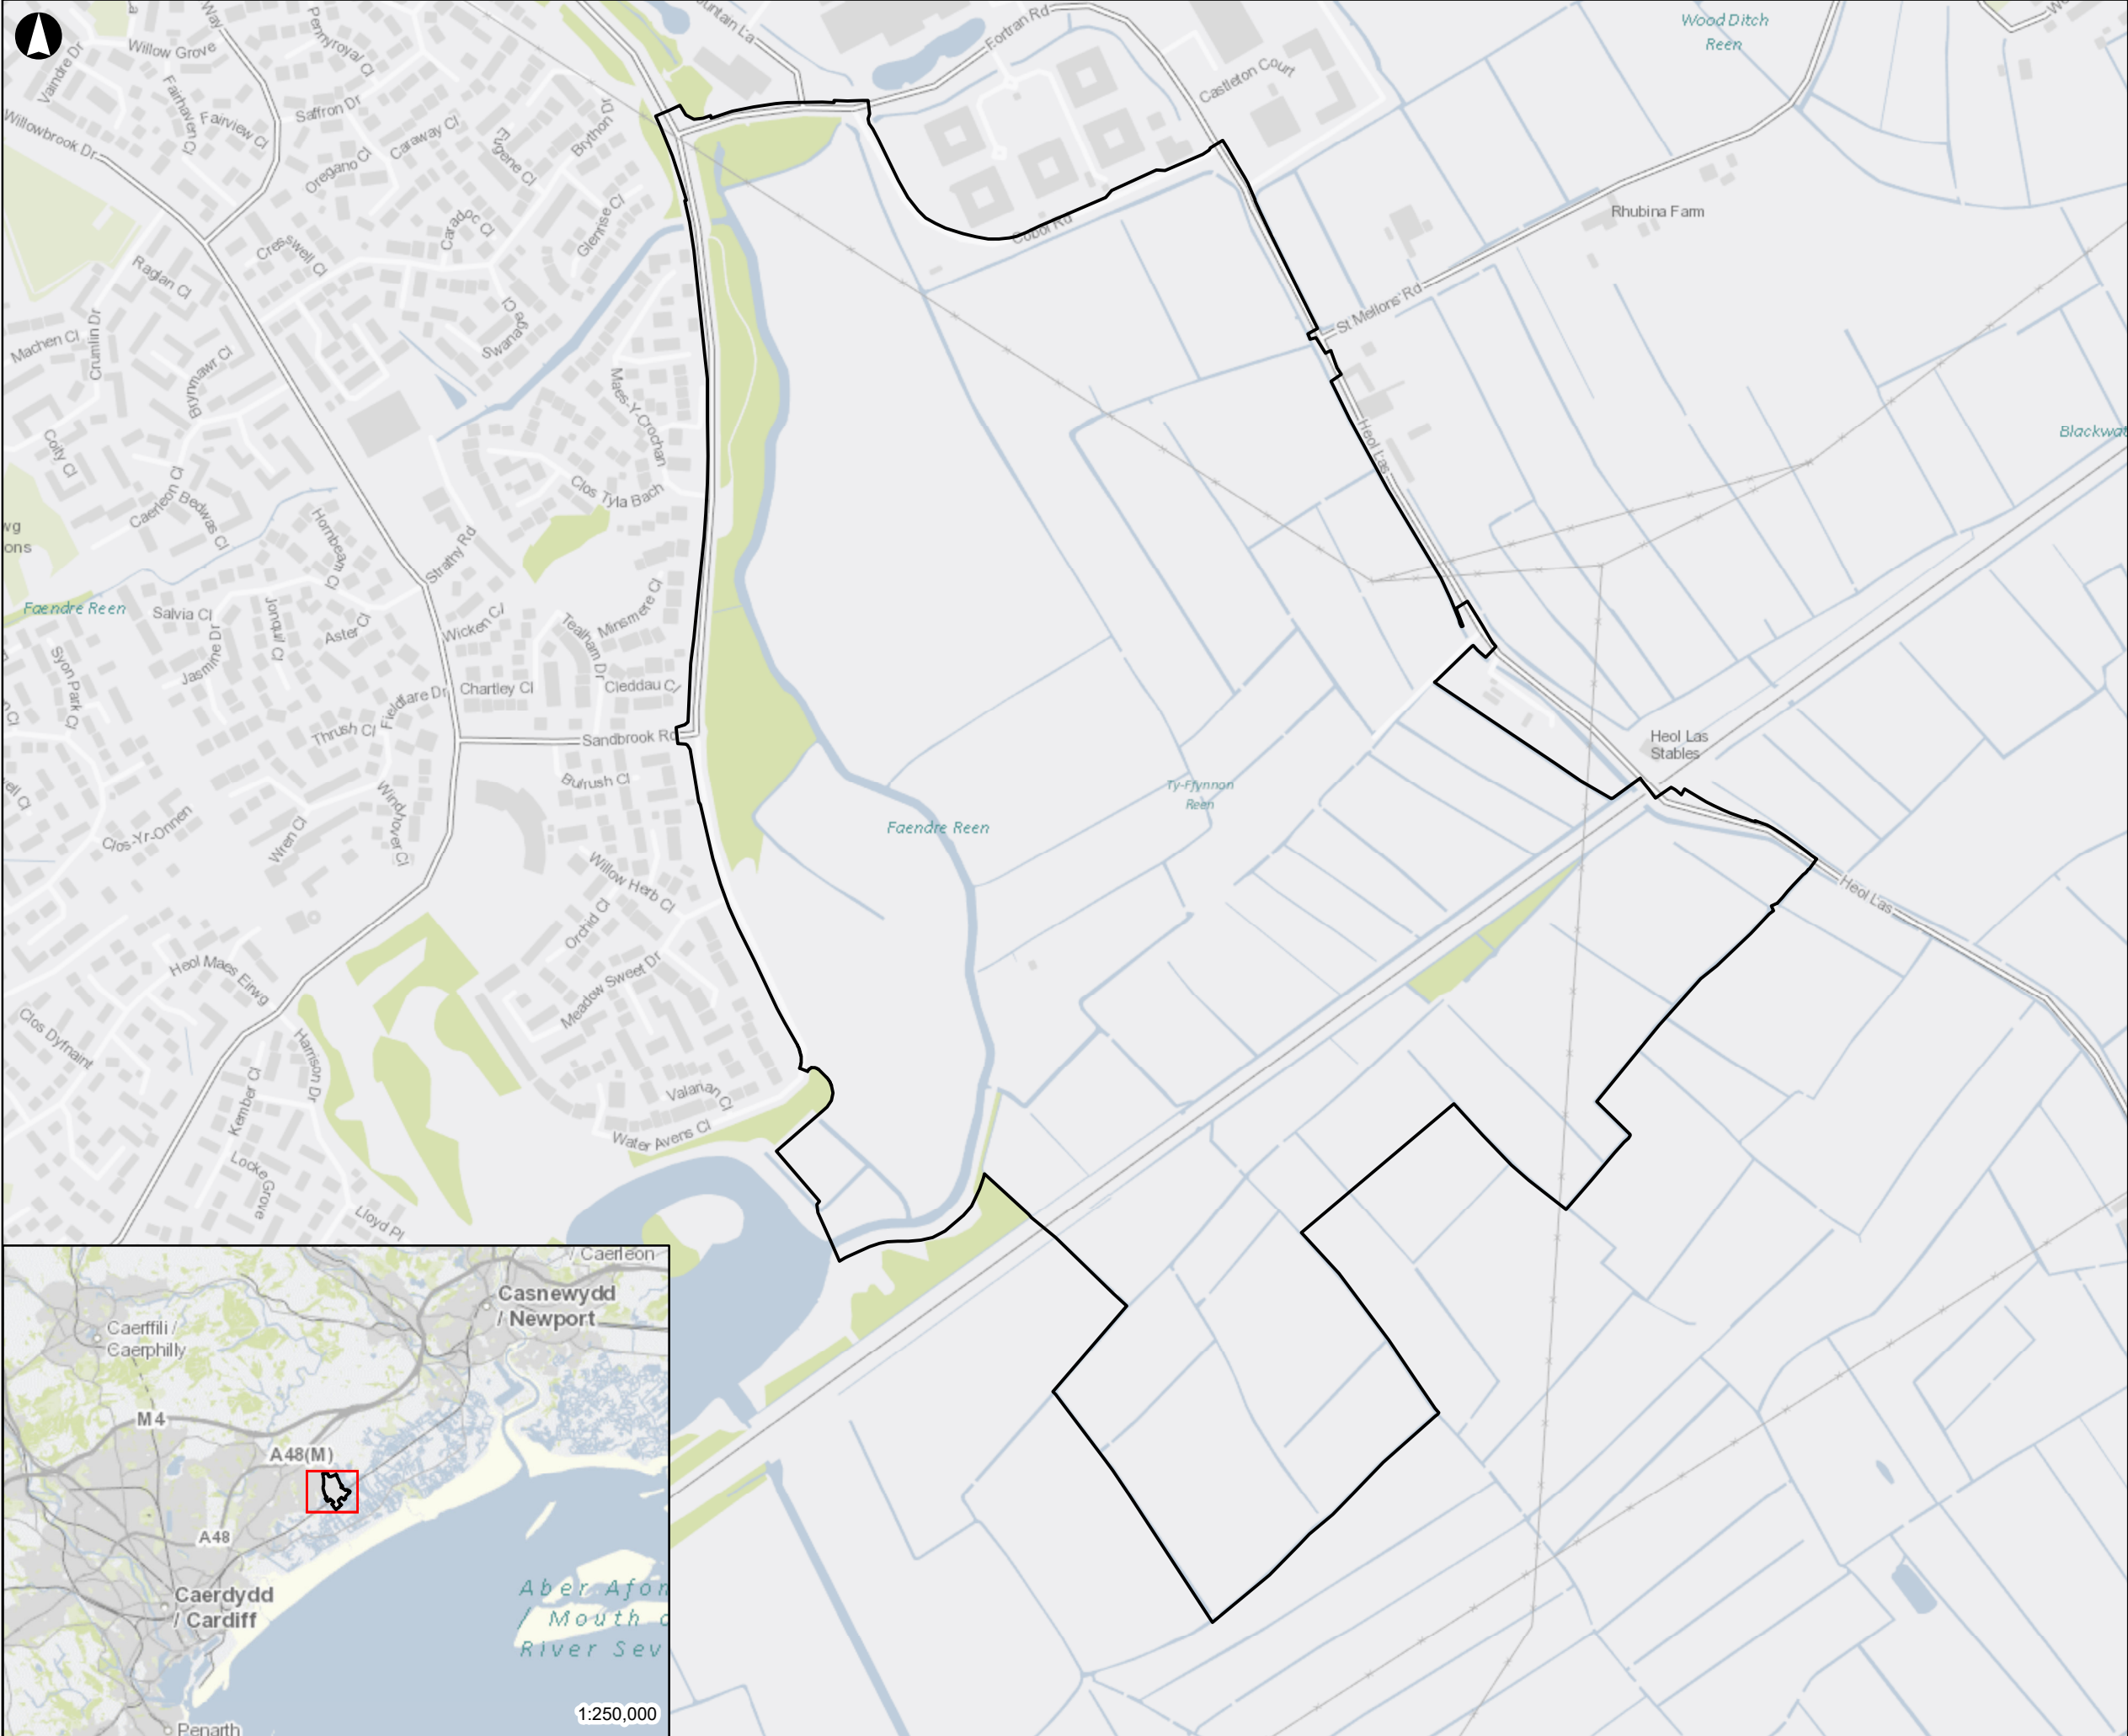 Willow Grove
Vaindre Dr
Pennyroyal Cl
Way
Fairhaven Cl
Fairview Cl
Saffron Dr
Willowbrook Dr
Oregano Cl
Caraway Cl
Eugene Cl
Brython Dr
Fortran Rd
Castleton Court
Cobol Rd
Wood Ditch
Reen
Rhubina Farm
St Mellons Rd
Cresswell Cl
Caradoc Cl
Glenrise Cl
Raglan Cl
Swanage Cl
Machen Cl
Crumlin Dr
Brynmawr Cl
Maes-Y-Crochan
Heol Las
Coity Cl
Caerleon Cl
Bedwas Cl
Clos Tyla Bach
Hornbeam Cl
Strathy Rd
Faendre Reen
Salvia Cl
Jonquil Cl
Aster Cl
Jasmine Dr
Wicken Cl
Tealham Dr
Minsmere Cl
Syon Park Cl
Fieldfare Dr
Chartley Cl
Cleddau Cl
Thrush Cl
Sandbrook Rd
Heol Las
Stables
Bulrush Cl
Windhover Cl
Wren Cl
Clos-Yr-Onnen
Ty-Ffynnon
Reen
Faendre Reen
Willow Herb Cl
Orchid Cl
Heol Las
Meadow Sweet Dr
Heol Maes Eirwg
Clos Dyfnaint
Harrison Dr
Kember Cl
Valarian Cl
Water Avens Cl
Locke Grove
Lloyd Pl
/ Caerleon
Casnewydd
/ Newport
Caerffili /
Caerphilly
M4
A48(M)
A48
Caerdydd
/ Cardiff
Aber Afon
/ Mouth
River Sev
Penarth
1:250,000